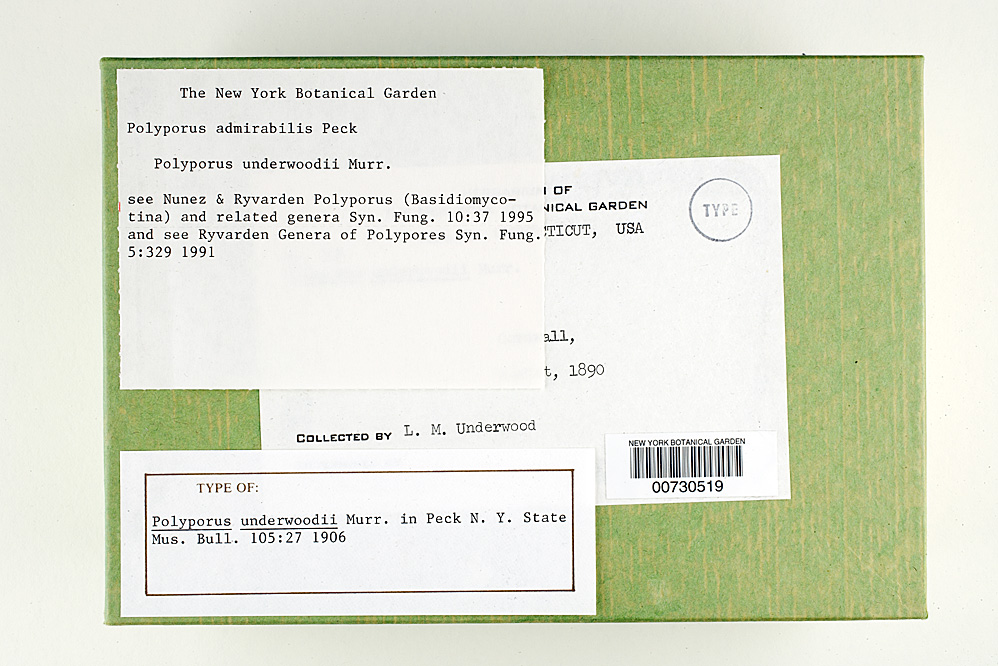 The New York Botanical Garden
Polyporus admirabilis Peck
Polyporus underwoodii Murr.
see Nunez & Ryvarden Polyporus (Basidiomyco-
tina) and related genera Syn. Fung. 10:37 1995
and see Ryvarden Genera of Polypores Syn. Fung.
5:329 1991
OF
NICAL GARDEN
TYPE
TICUT, USA
all,
t, 1890
COLLECTED BY L. M. Underwood
NEW YORK BOTANICAL GARDEN
00730519
TYPE OF:
Polyporus underwoodii Murr. in Peck N. Y. State
Mus. Bull. 105:27 1906